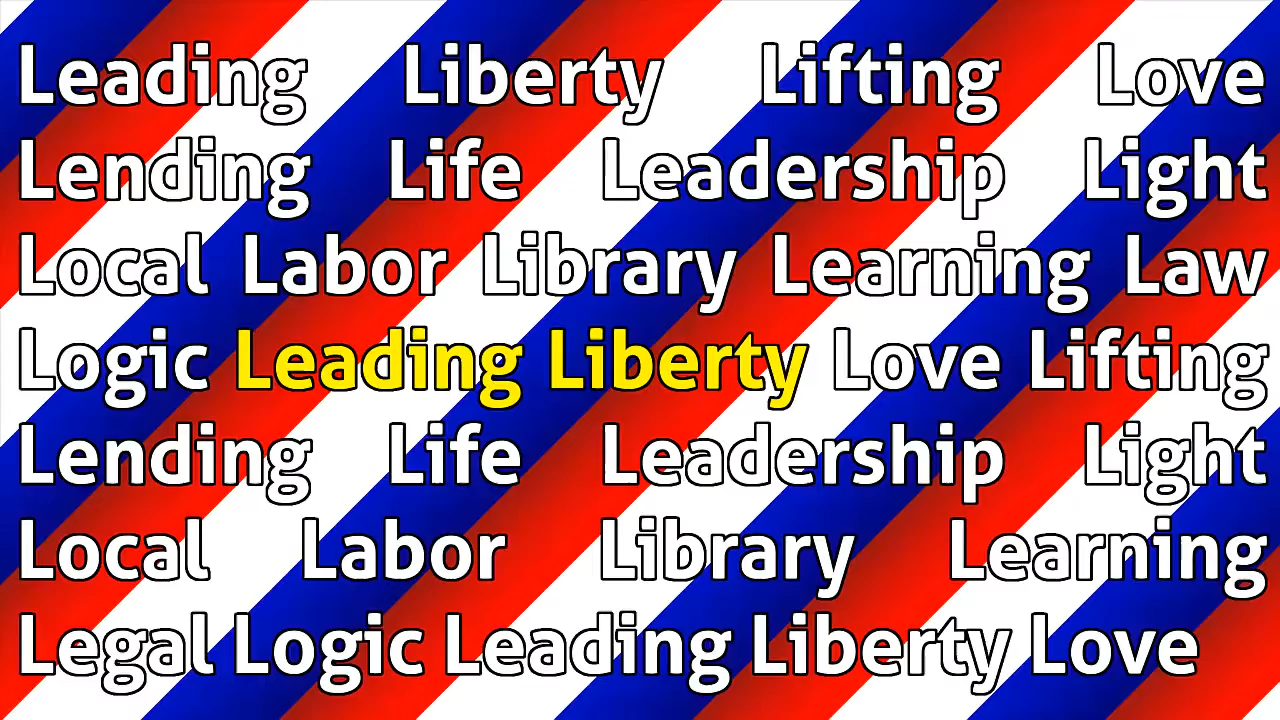 Leading Liberty Lifting Love
Lending Life Leadership Light
Local Labor Library Learning Law
Logic Leading Liberty Love Lifting
Lending Life Leadership Light
Local Labor Library Learning
Legal Logic Leading Liberty Love